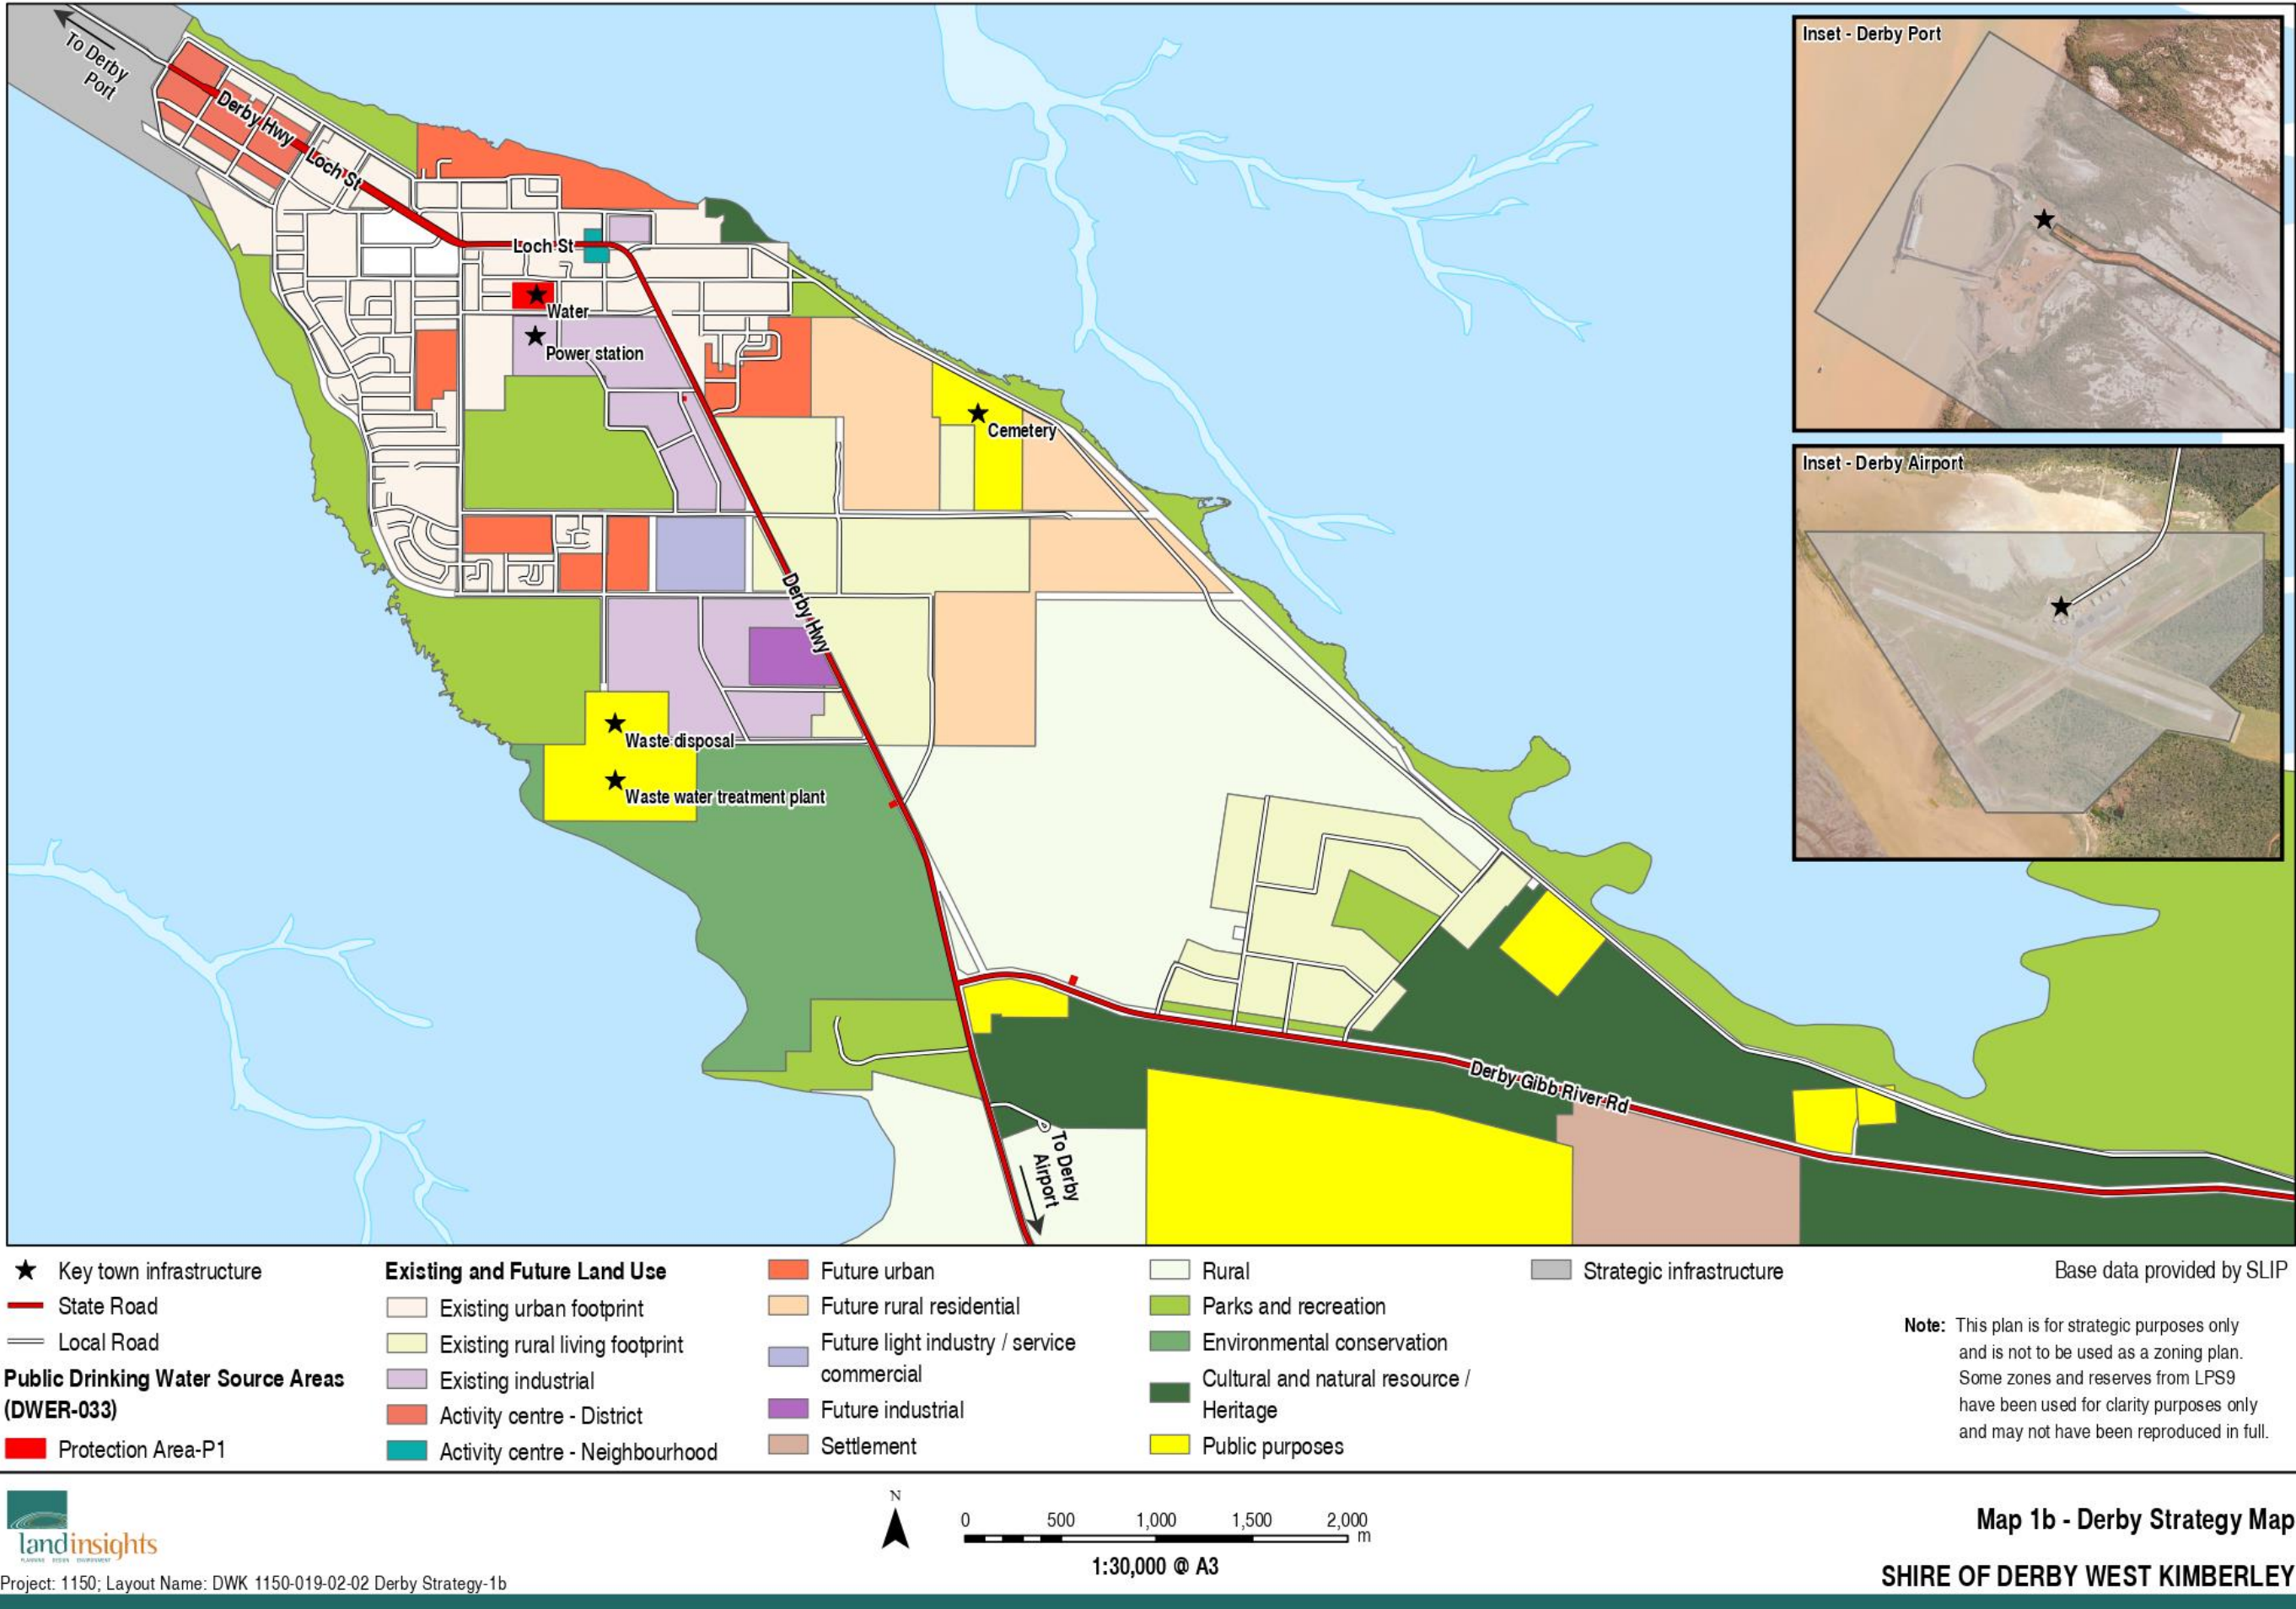 To Derby
Port
Derby Hwy
Loch St
Loch St
Water
Power station
Cemetery
Derby Hwy
Waste disposal
Waste water treatment plant
Derby Gibb River Rd
To Derby
Airport
Inset - Derby Port
Inset - Derby Airport
Key town infrastructure
State Road
Local Road
Public Drinking Water Source Areas
(DWER-033)
Protection Area-P1
Existing and Future Land Use
Existing urban footprint
Existing rural living footprint
Existing industrial
Activity centre - District
Activity centre - Neighbourhood
Future urban
Future rural residential
Future light industry / service
commercial
Future industrial
Settlement
Rural
Parks and recreation
Environmental conservation
Cultural and natural resource /
Heritage
Public purposes
Strategic infrastructure
Base data provided by SLIP
Note: This plan is for strategic purposes only
and is not to be used as a zoning plan.
Some zones and reserves from LPS9
have been used for clarity purposes only
and may not have been reproduced in full.
landinsights
PLANNING DESIGN ENVIRONMENT
Project: 1150; Layout Name: DWK 1150-019-02-02 Derby Strategy-1b
N
0 500 1,000 1,500 2,000
m
1:30,000 @ A3
Map 1b - Derby Strategy Map
SHIRE OF DERBY WEST KIMBERLEY